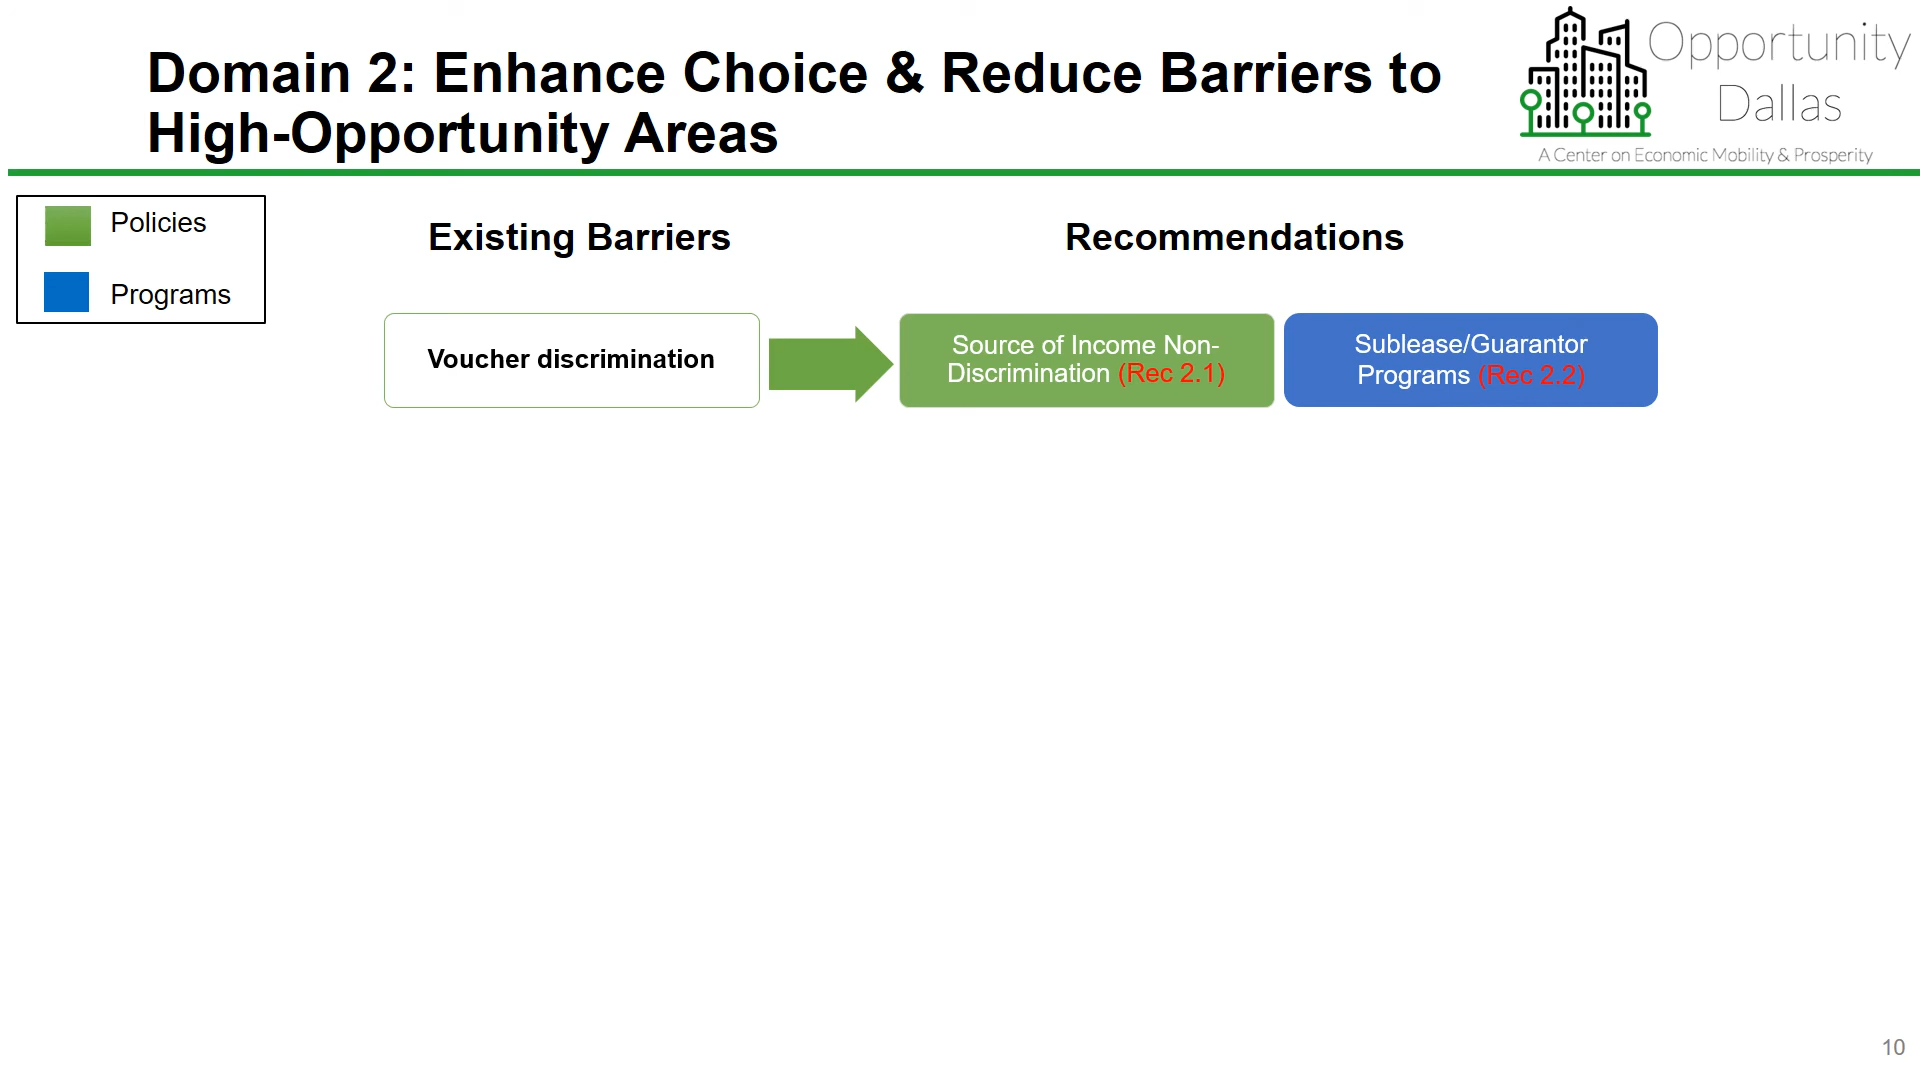 Domain 2: Enhance Choice & Reduce Barriers to
High-Opportunity Areas
Opportunity
Dallas
A Center on Economic Mobility & Prosperity
Policies
Programs
Existing Barriers
Recommendations
Voucher discrimination
Source of Income Non-
Discrimination (Rec 2.1)
Sublease/Guarantor
Programs (Rec 2.2)
10